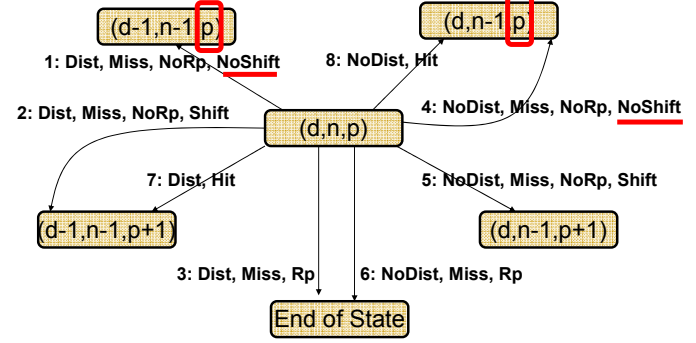 (d-1,n-1,p)
(d,n-1,p)
1: Dist, Miss, NoRp, NoShift
8: NoDist, Hit
2: Dist, Miss, NoRp, Shift
4: NoDist, Miss, NoRp, NoShift
(d,n,p)
7: Dist, Hit
5: NoDist, Miss, NoRp, Shift
(d-1,n-1,p+1)
(d,n-1,p+1)
3: Dist, Miss, Rp
6: NoDist, Miss, Rp
End of State